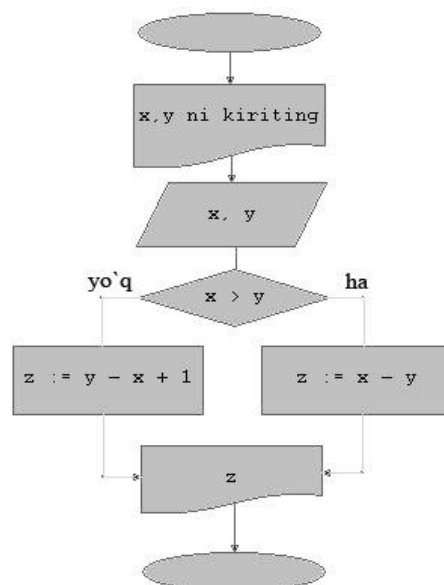 x,y ni kiriting
x, y
yo`q
ha
x > y
z := y - x + 1
z := x - y
z